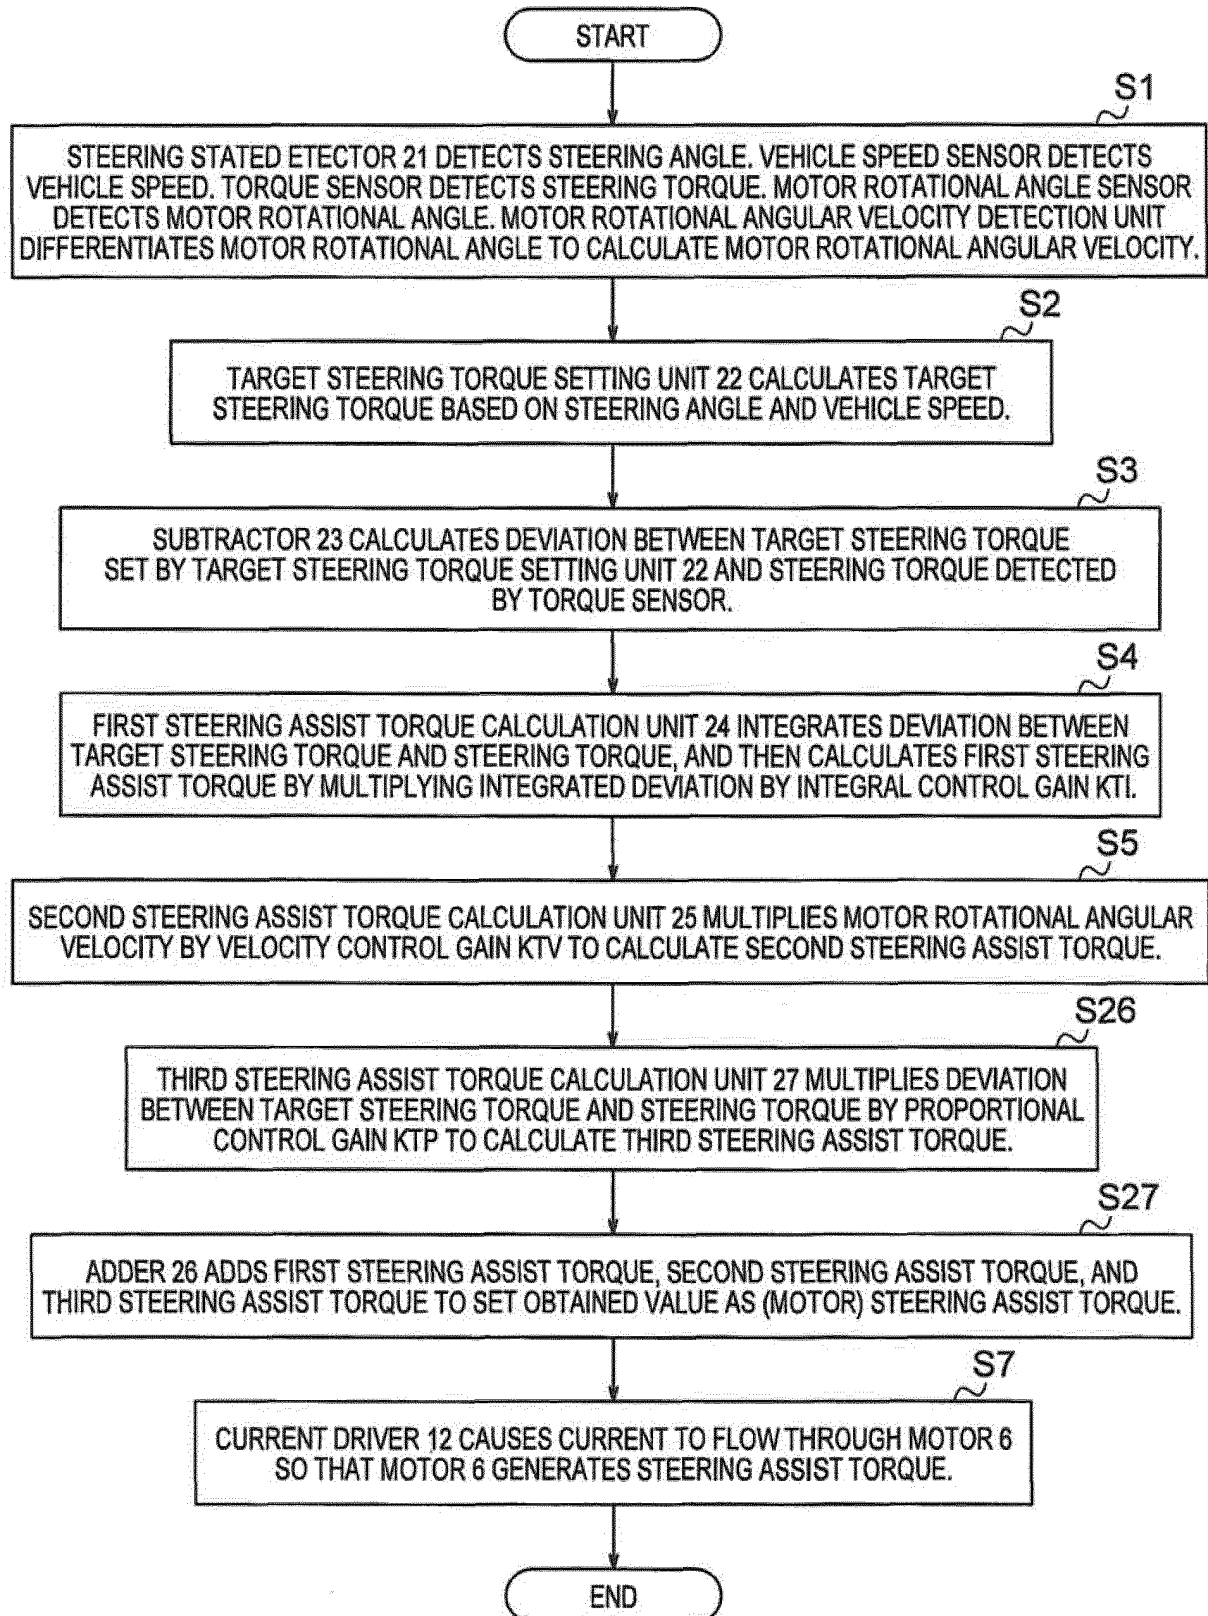 START
S1
STEERING STATED ETECTOR 21 DETECTS STEERING ANGLE. VEHICLE SPEED SENSOR DETECTS
VEHICLE SPEED. TORQUE SENSOR DETECTS STEERING TORQUE. MOTOR ROTATIONAL ANGLE SENSOR
DETECTS MOTOR ROTATIONAL ANGLE. MOTOR ROTATIONAL ANGULAR VELOCITY DETECTION UNIT
DIFFERENTIATES MOTOR ROTATIONAL ANGLE TO CALCULATE MOTOR ROTATIONAL ANGULAR VELOCITY.
S2
TARGET STEERING TORQUE SETTING UNIT 22 CALCULATES TARGET
STEERING TORQUE BASED ON STEERING ANGLE AND VEHICLE SPEED.
S3
SUBTRACTOR 23 CALCULATES DEVIATION BETWEEN TARGET STEERING TORQUE
SET BY TARGET STEERING TORQUE SETTING UNIT 22 AND STEERING TORQUE DETECTED
BY TORQUE SENSOR.
S4
FIRST STEERING ASSIST TORQUE CALCULATION UNIT 24 INTEGRATES DEVIATION BETWEEN
TARGET STEERING TORQUE AND STEERING TORQUE, AND THEN CALCULATES FIRST STEERING
ASSIST TORQUE BY MULTIPLYING INTEGRATED DEVIATION BY INTEGRAL CONTROL GAIN KTI.
S5
SECOND STEERING ASSIST TORQUE CALCULATION UNIT 25 MULTIPLIES MOTOR ROTATIONAL ANGULAR
VELOCITY BY VELOCITY CONTROL GAIN KTV TO CALCULATE SECOND STEERING ASSIST TORQUE.
S26
THIRD STEERING ASSIST TORQUE CALCULATION UNIT 27 MULTIPLIES DEVIATION
BETWEEN TARGET STEERING TORQUE AND STEERING TORQUE BY PROPORTIONAL
CONTROL GAIN KTP TO CALCULATE THIRD STEERING ASSIST TORQUE.
S27
ADDER 26 ADDS FIRST STEERING ASSIST TORQUE, SECOND STEERING ASSIST TORQUE, AND
THIRD STEERING ASSIST TORQUE TO SET OBTAINED VALUE AS (MOTOR) STEERING ASSIST TORQUE.
S7
CURRENT DRIVER 12 CAUSES CURRENT TO FLOW THROUGH MOTOR 6
SO THAT MOTOR 6 GENERATES STEERING ASSIST TORQUE.
END